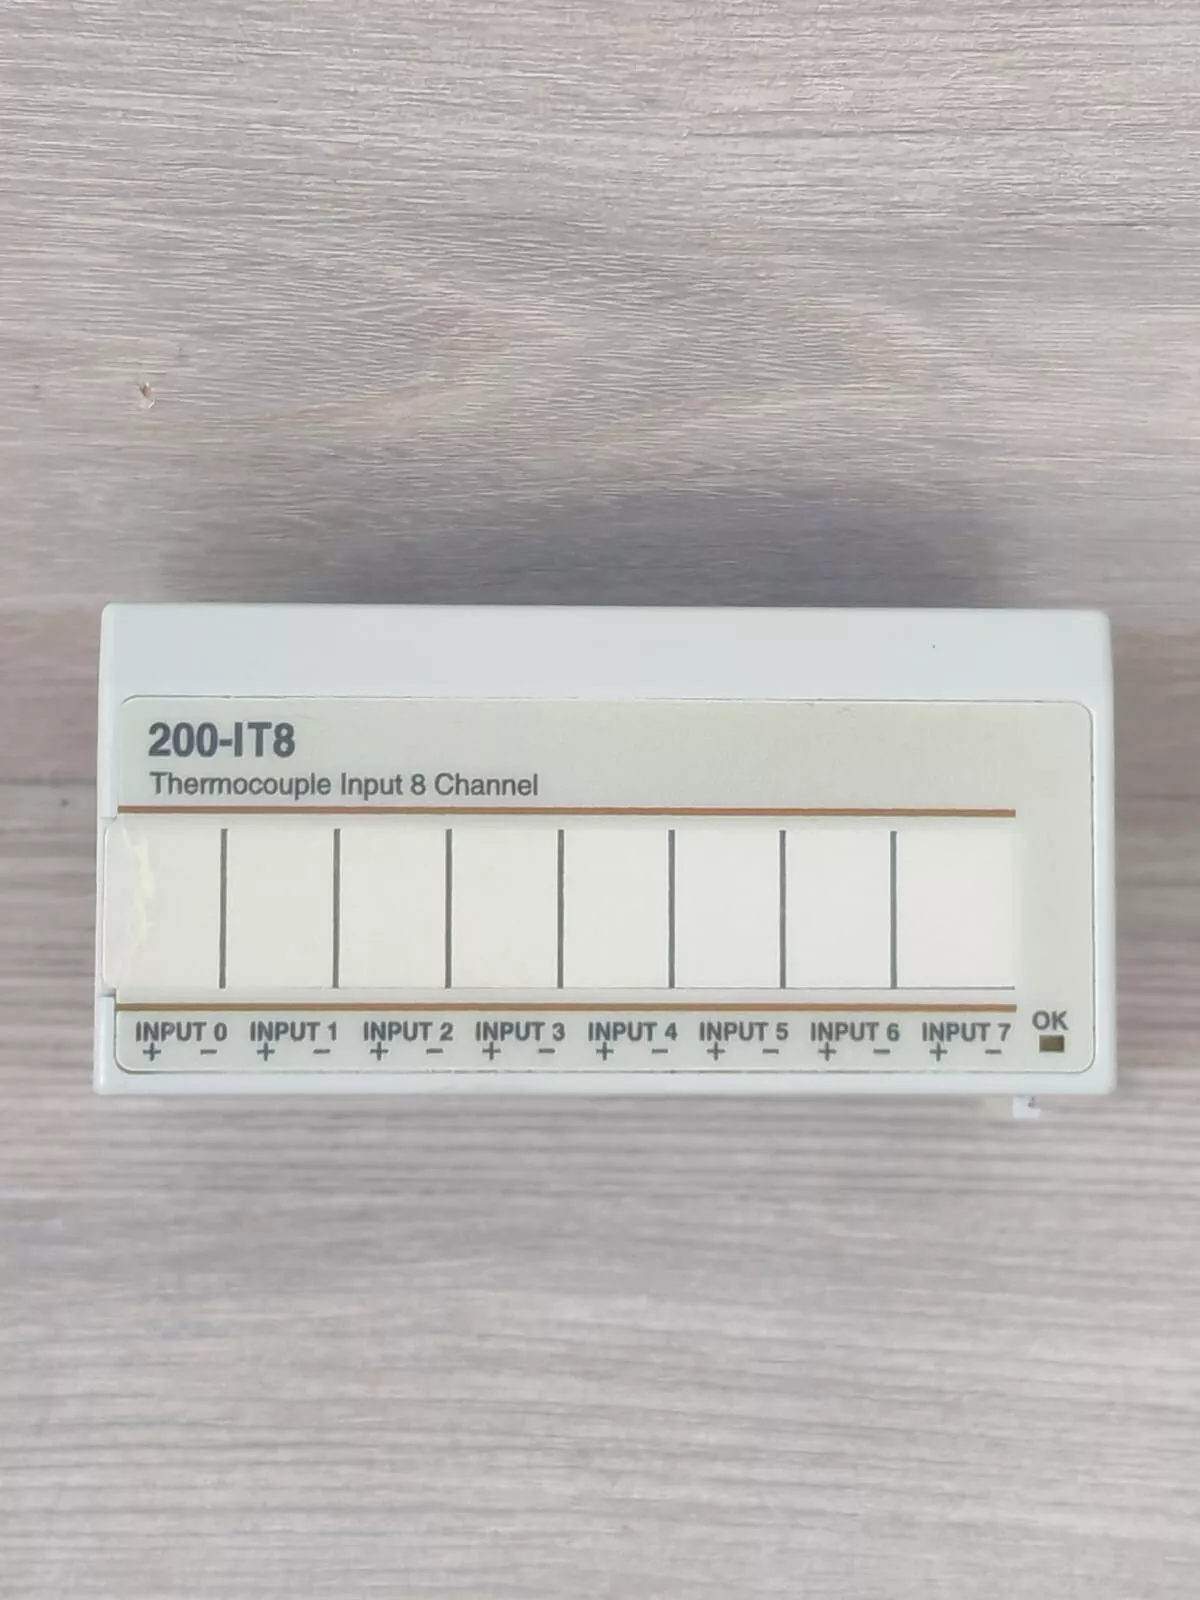 200-IT8
Thermocouple Input 8 Channel
INPUT 0 INPUT 1 INPUT 2 INPUT 3 INPUT 4 INPUT 5 INPUT 6 INPUT 7 OK
+ − + − + − + − + − + − + − + −